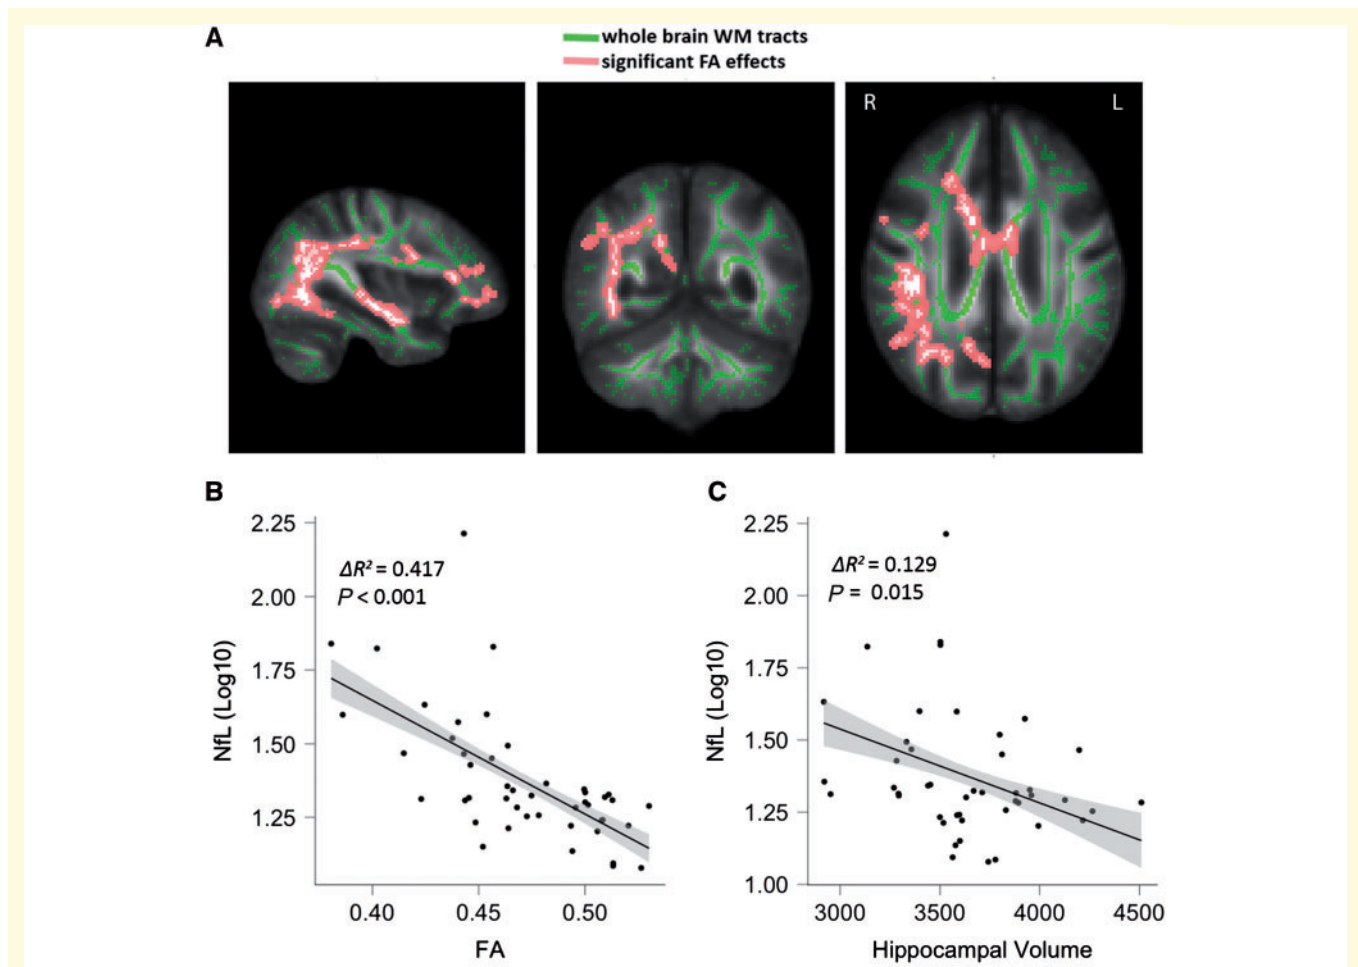 A
whole brain WM tracts
significant FA effects
R
L
B
C
2.25
2.00
1.75
1.50
1.25
NfL (Log10)
ΔR² = 0.417
P < 0.001
0.40
0.45
0.50
FA
2.25
2.00
1.75
1.50
1.25
1.00
NfL (Log10)
ΔR² = 0.129
P = 0.015
3000
3500
4000
4500
Hippocampal Volume